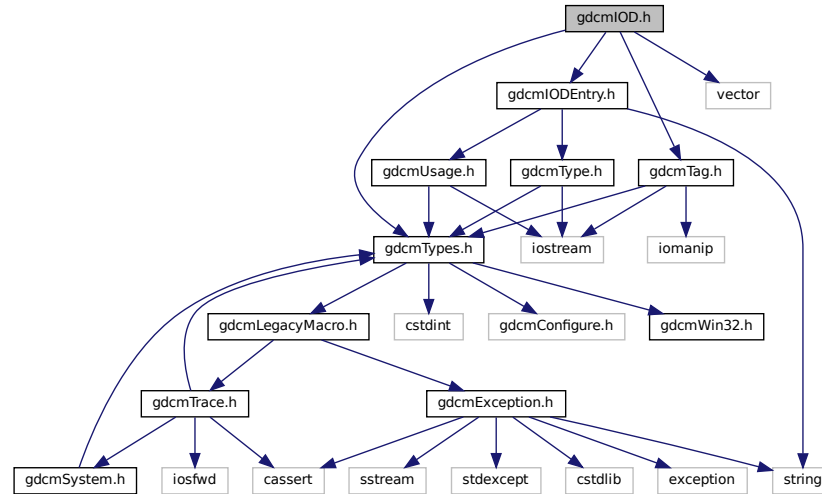 gdcmIOD.h
gdcmIODEntry.h
vector
gdcmUsage.h
gdcmType.h
gdcmTag.h
gdcmTypes.h
iostream
iomanip
gdcmLegacyMacro.h
cstdint
gdcmConfigure.h
gdcmWin32.h
gdcmTrace.h
gdcmException.h
gdcmSystem.h
iosfwd
cassert
sstream
stdexcept
cstdlib
exception
string